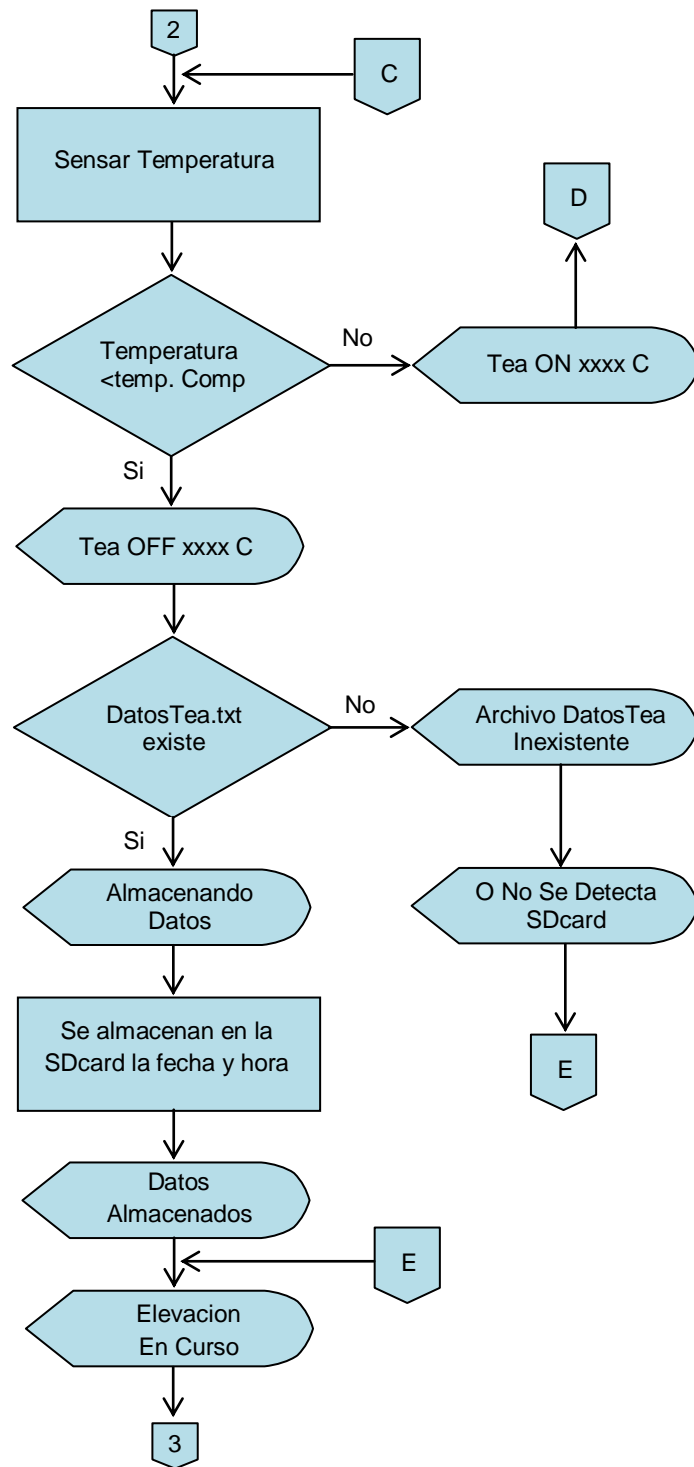 2
C
Sensar Temperatura
D
Temperatura
<temp. Comp
No
Tea ON xxxx C
Si
Tea OFF xxxx C
DatosTea.txt
existe
No
Archivo DatosTea
Inexistente
Si
Almacenando
Datos
O No Se Detecta
SDcard
Se almacenan en la
SDcard la fecha y hora
E
Datos
Almacenados
E
Elevacion
En Curso
3